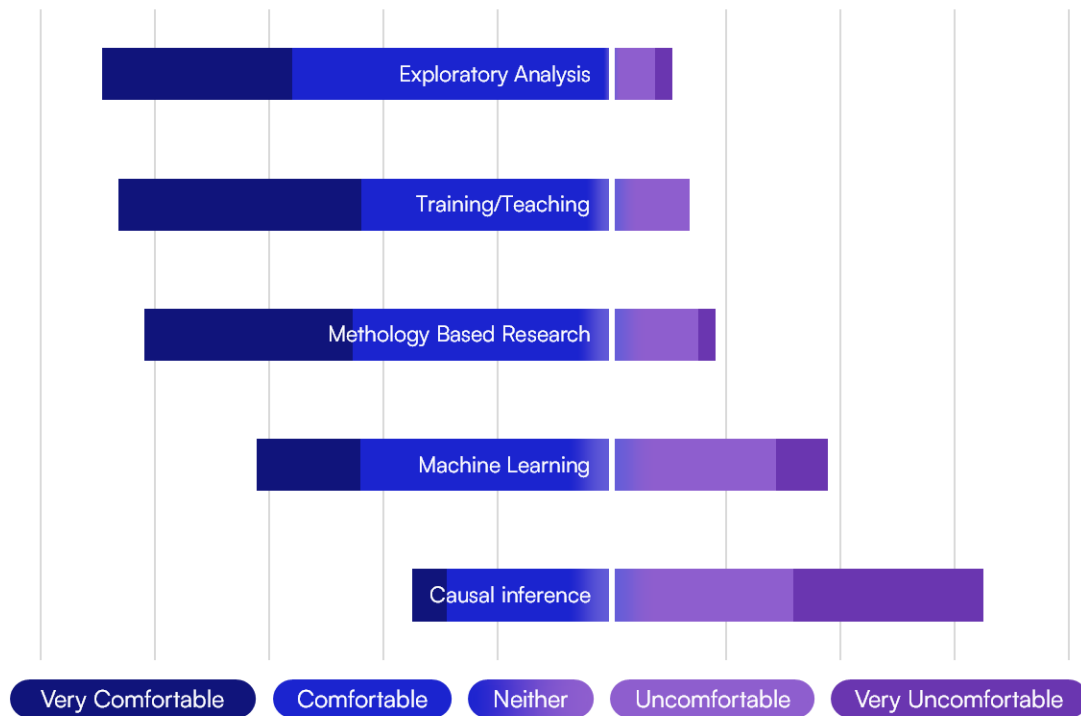 Exploratory Analysis
Training/Teaching
Methology Based Research
Machine Learning
Causal inference
Very Comfortable
Comfortable
Neither
Uncomfortable
Very Uncomfortable